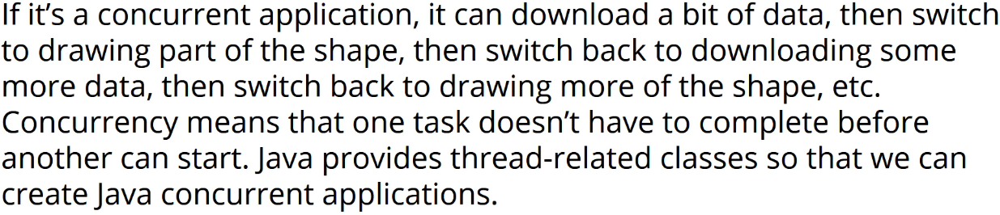 If it’s a concurrent application, it can download a bit of data, then switch
to drawing part of the shape, then switch back to downloading some
more data, then switch back to drawing more of the shape, etc.
Concurrency means that one task doesn’t have to complete before
another can start. Java provides thread-related classes so that we can
create Java concurrent applications.